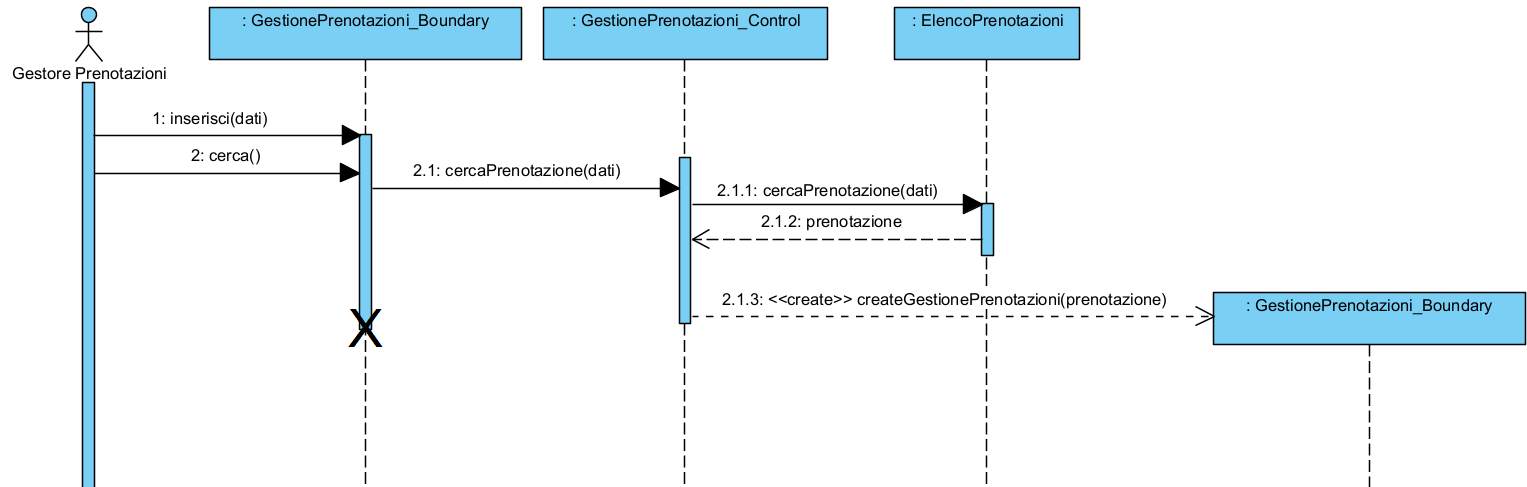 : GestionePrenotazioni_Boundary
: GestionePrenotazioni_Control
: ElencoPrenotazioni
Gestore Prenotazioni
1: inserisci(dati)
2: cerca()
2.1: cercaPrenotazione(dati)
2.1.1: cercaPrenotazione(dati)
2.1.2: prenotazione
2.1.3: <<create>> createGestionePrenotazioni(prenotazione)
: GestionePrenotazioni_Boundary